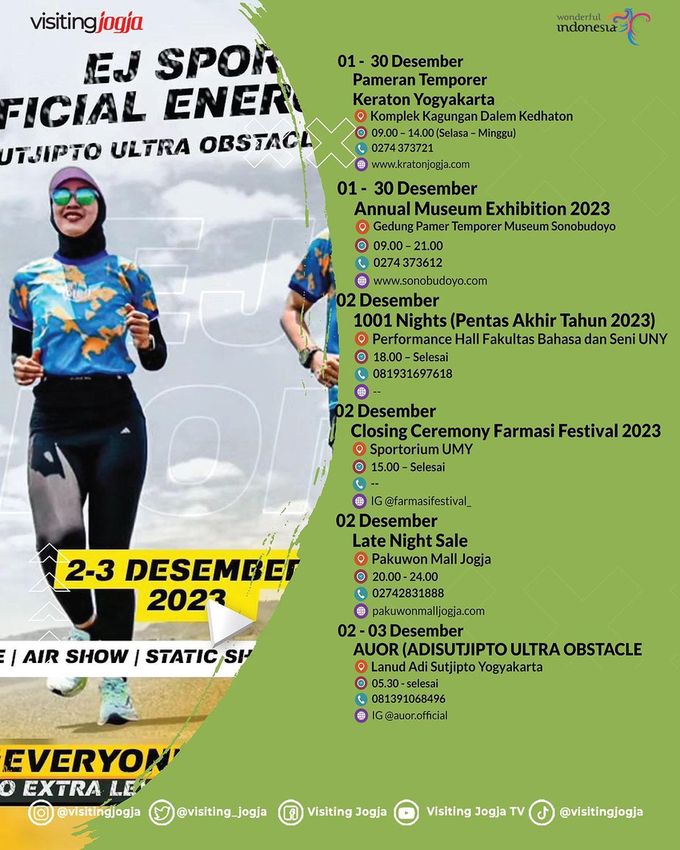 visitingjogja
wonderful
indonesia
EJ SPOR
FICIAL ENER
UTJIPTO ULTRA OBSTACL
01 - 30 Desember
Pameran Temporer
Keraton Yogyakarta
Komplek Kagungan Dalem Kedhaton
09.00 – 14.00 (Selasa – Minggu)
0274 373721
www.kratonjogja.com
01 - 30 Desember
Annual Museum Exhibition 2023
Gedung Pamer Temporer Museum Sonobudoyo
09.00 – 21.00
0274 373612
www.sonobudoyo.com
02 Desember
1001 Nights (Pentas Akhir Tahun 2023)
Performance Hall Fakultas Bahasa dan Seni UNY
18.00 – Selesai
081931697618
--
02 Desember
Closing Ceremony Farmasi Festival 2023
Sportorium UMY
15.00 – Selesai
--
IG @farmasifestival_
02 Desember
Late Night Sale
Pakuwon Mall Jogja
20.00 - 24.00
02742831888
pakuwonmalljogja.com
02 - 03 Desember
AUOR (ADISUTJIPTO ULTRA OBSTACLE
Lanud Adi Sutjipto Yogyakarta
05.30 - selesai
081391068496
IG @auor.official
2-3 DESEMBER
2023
E | AIR SHOW | STATIC SH
EVERYON
O EXTRA LE
@visitingjogja
@visiting_jogja
Visiting Jogja
Visiting Jogja TV
@visitingjogja